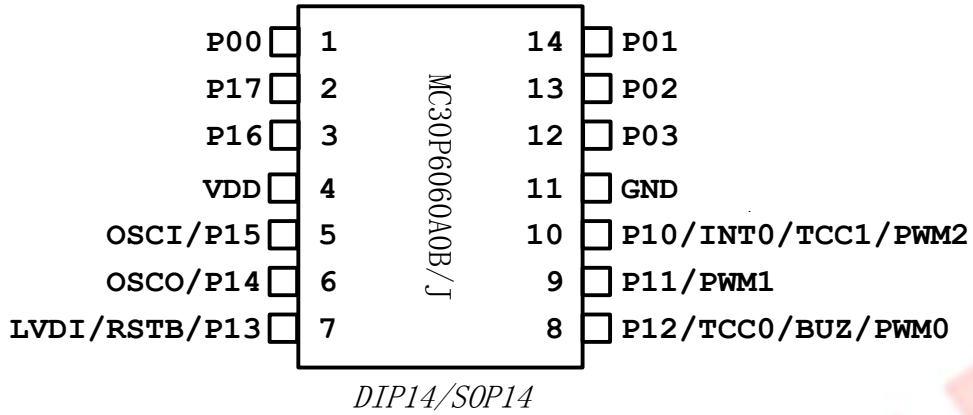 P00 1 14 P01
P17 2 13 P02
P16 3 12 P03
VDD 4 11 GND
OSCI/P15 5 10 P10/INT0/TCC1/PWM2
OSCO/P14 6 9 P11/PWM1
LVDI/RSTB/P13 7 8 P12/TCC0/BUZ/PWM0
MC30P6060A0B/J
DIP14/SOP14